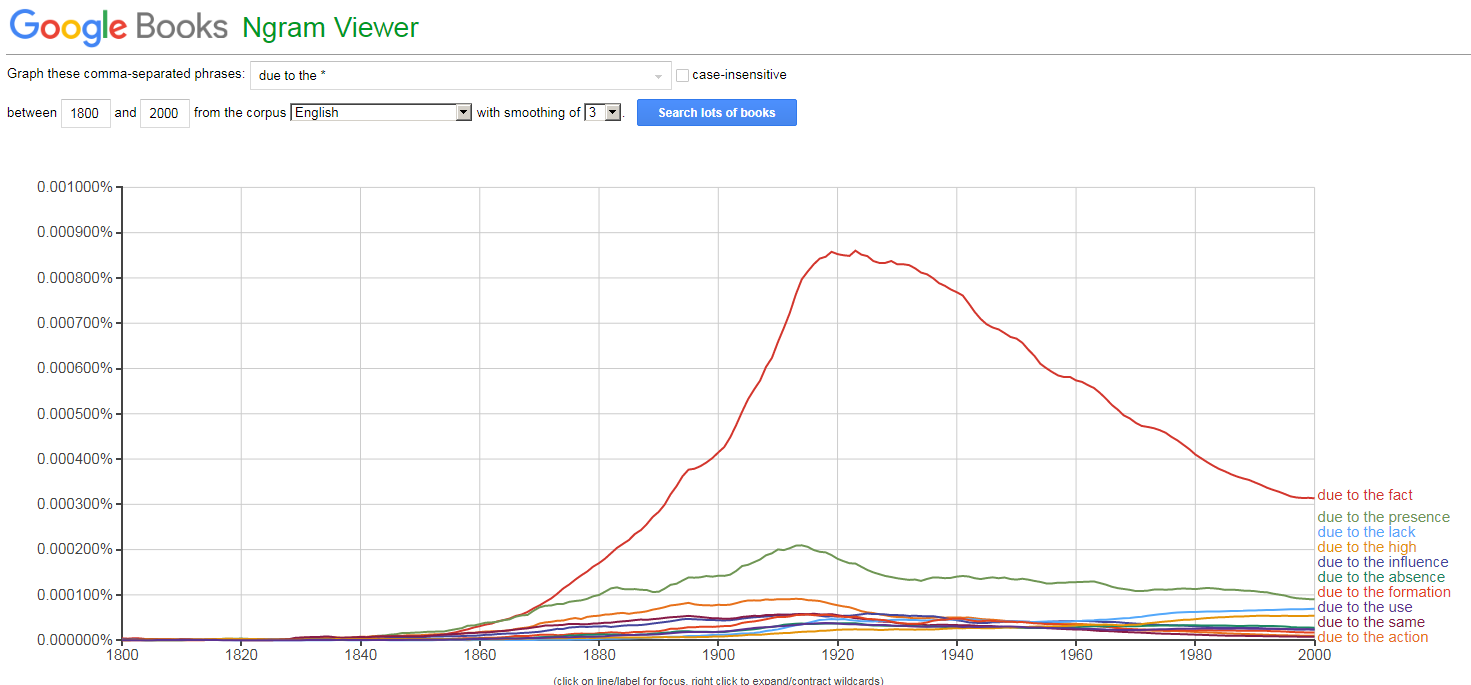 Google Books Ngram Viewer
Graph these comma-separated phrases: due to the * case-insensitive
between 1800 and 2000 from the corpus English with smoothing of 3. Search lots of books
0.001000%
0.000900%
0.000800%
0.000700%
0.000600%
0.000500%
0.000400%
0.000300%
0.000200%
0.000100%
0.000000%
1800 1820 1840 1860 1880 1900 1920 1940 1960 1980 2000
due to the fact
due to the presence
due to the lack
due to the high
due to the influence
due to the absence
due to the formation
due to the use
due to the same
due to the action
(click on line/label for focus, right click to expand/contract wildcards)